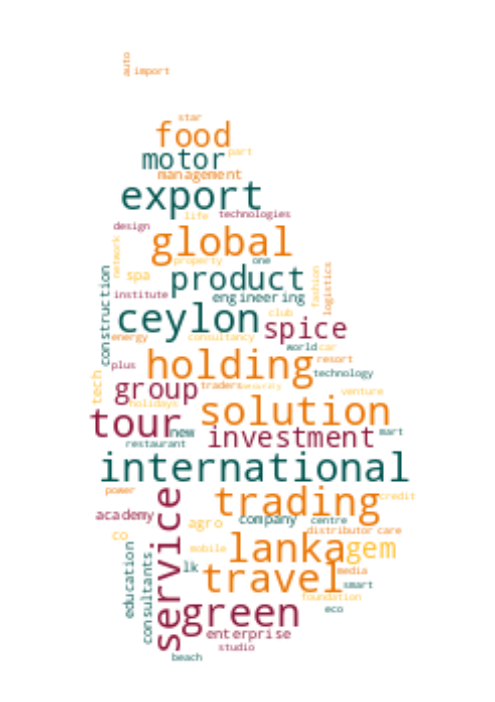 auto
import
star
food
part
motor
management
export
life technologies
design
global
network
property one
spa product
fashion
logistics
construction
institute engineering
ceylon
club
spice
energy consultancy
world car
holding
resort
plus
technology
tech
group
traders security
venture
holidays
solution
tour
new
investment
mart
restaurant
international
power
service
trading
credit
academy
agro company centre
distributor care
co
lanka
gem
education
consultants
mobile
lk
travel
media
smart
foundation
green
eco
enterprise
studio
beach